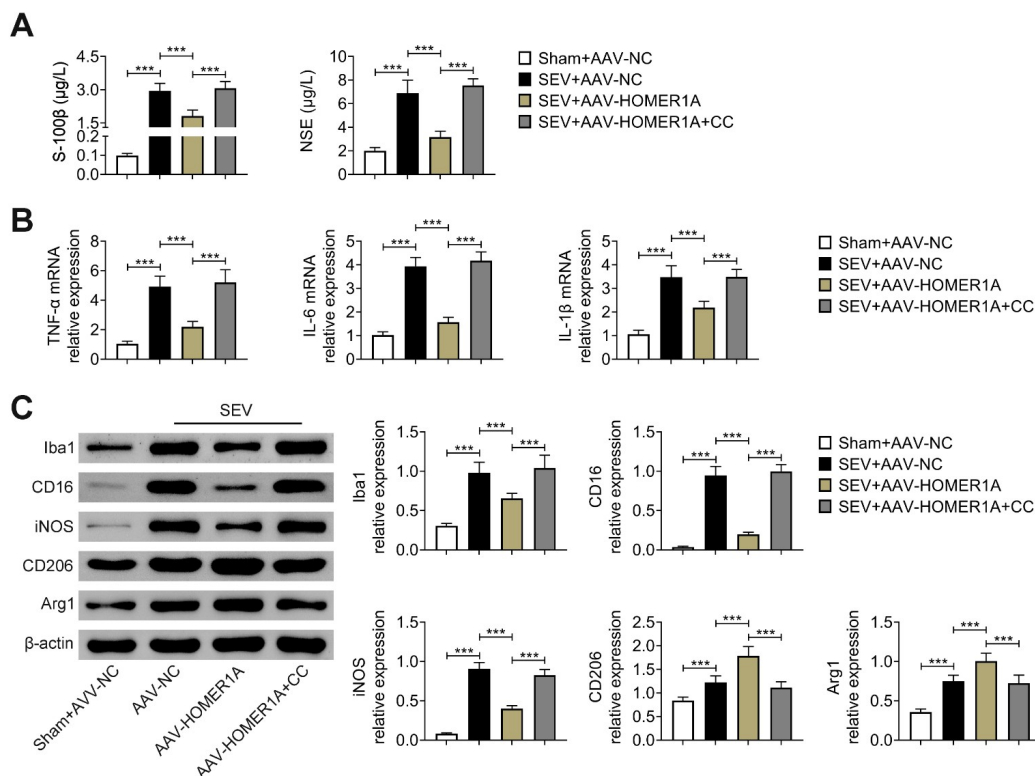 A
S-100β (μg/L)
4.5
3.0
1.5
0.2
0.1
0.0
***
***
***
NSE (μg/L)
10
8
6
4
2
0
***
***
***
Sham+AAV-NC
SEV+AAV-NC
SEV+AAV-HOMER1A
SEV+AAV-HOMER1A+CC
B
TNF-α mRNA
relative expression
8
6
4
2
0
***
***
***
IL-6 mRNA
relative expression
5
4
3
2
1
0
***
***
***
IL-1β mRNA
relative expression
5
4
3
2
1
0
***
***
***
Sham+AAV-NC
SEV+AAV-NC
SEV+AAV-HOMER1A
SEV+AAV-HOMER1A+CC
C
SEV
Iba1
CD16
iNOS
CD206
Arg1
β-actin
Sham+AVV-NC
AAV-NC
AAV-HOMER1A
AAV-HOMER1A+CC
Iba1
relative expression
1.5
1.0
0.5
0.0
***
***
***
CD16
relative expression
1.5
1.0
0.5
0.0
***
***
***
Sham+AAV-NC
SEV+AAV-NC
SEV+AAV-HOMER1A
SEV+AAV-HOMER1A+CC
iNOS
relative expression
1.5
1.0
0.5
0.0
***
***
***
CD206
relative expression
2.5
2.0
1.5
1.0
0.5
0.0
***
***
***
Arg1
relative expression
1.5
1.0
0.5
0.0
***
***
***